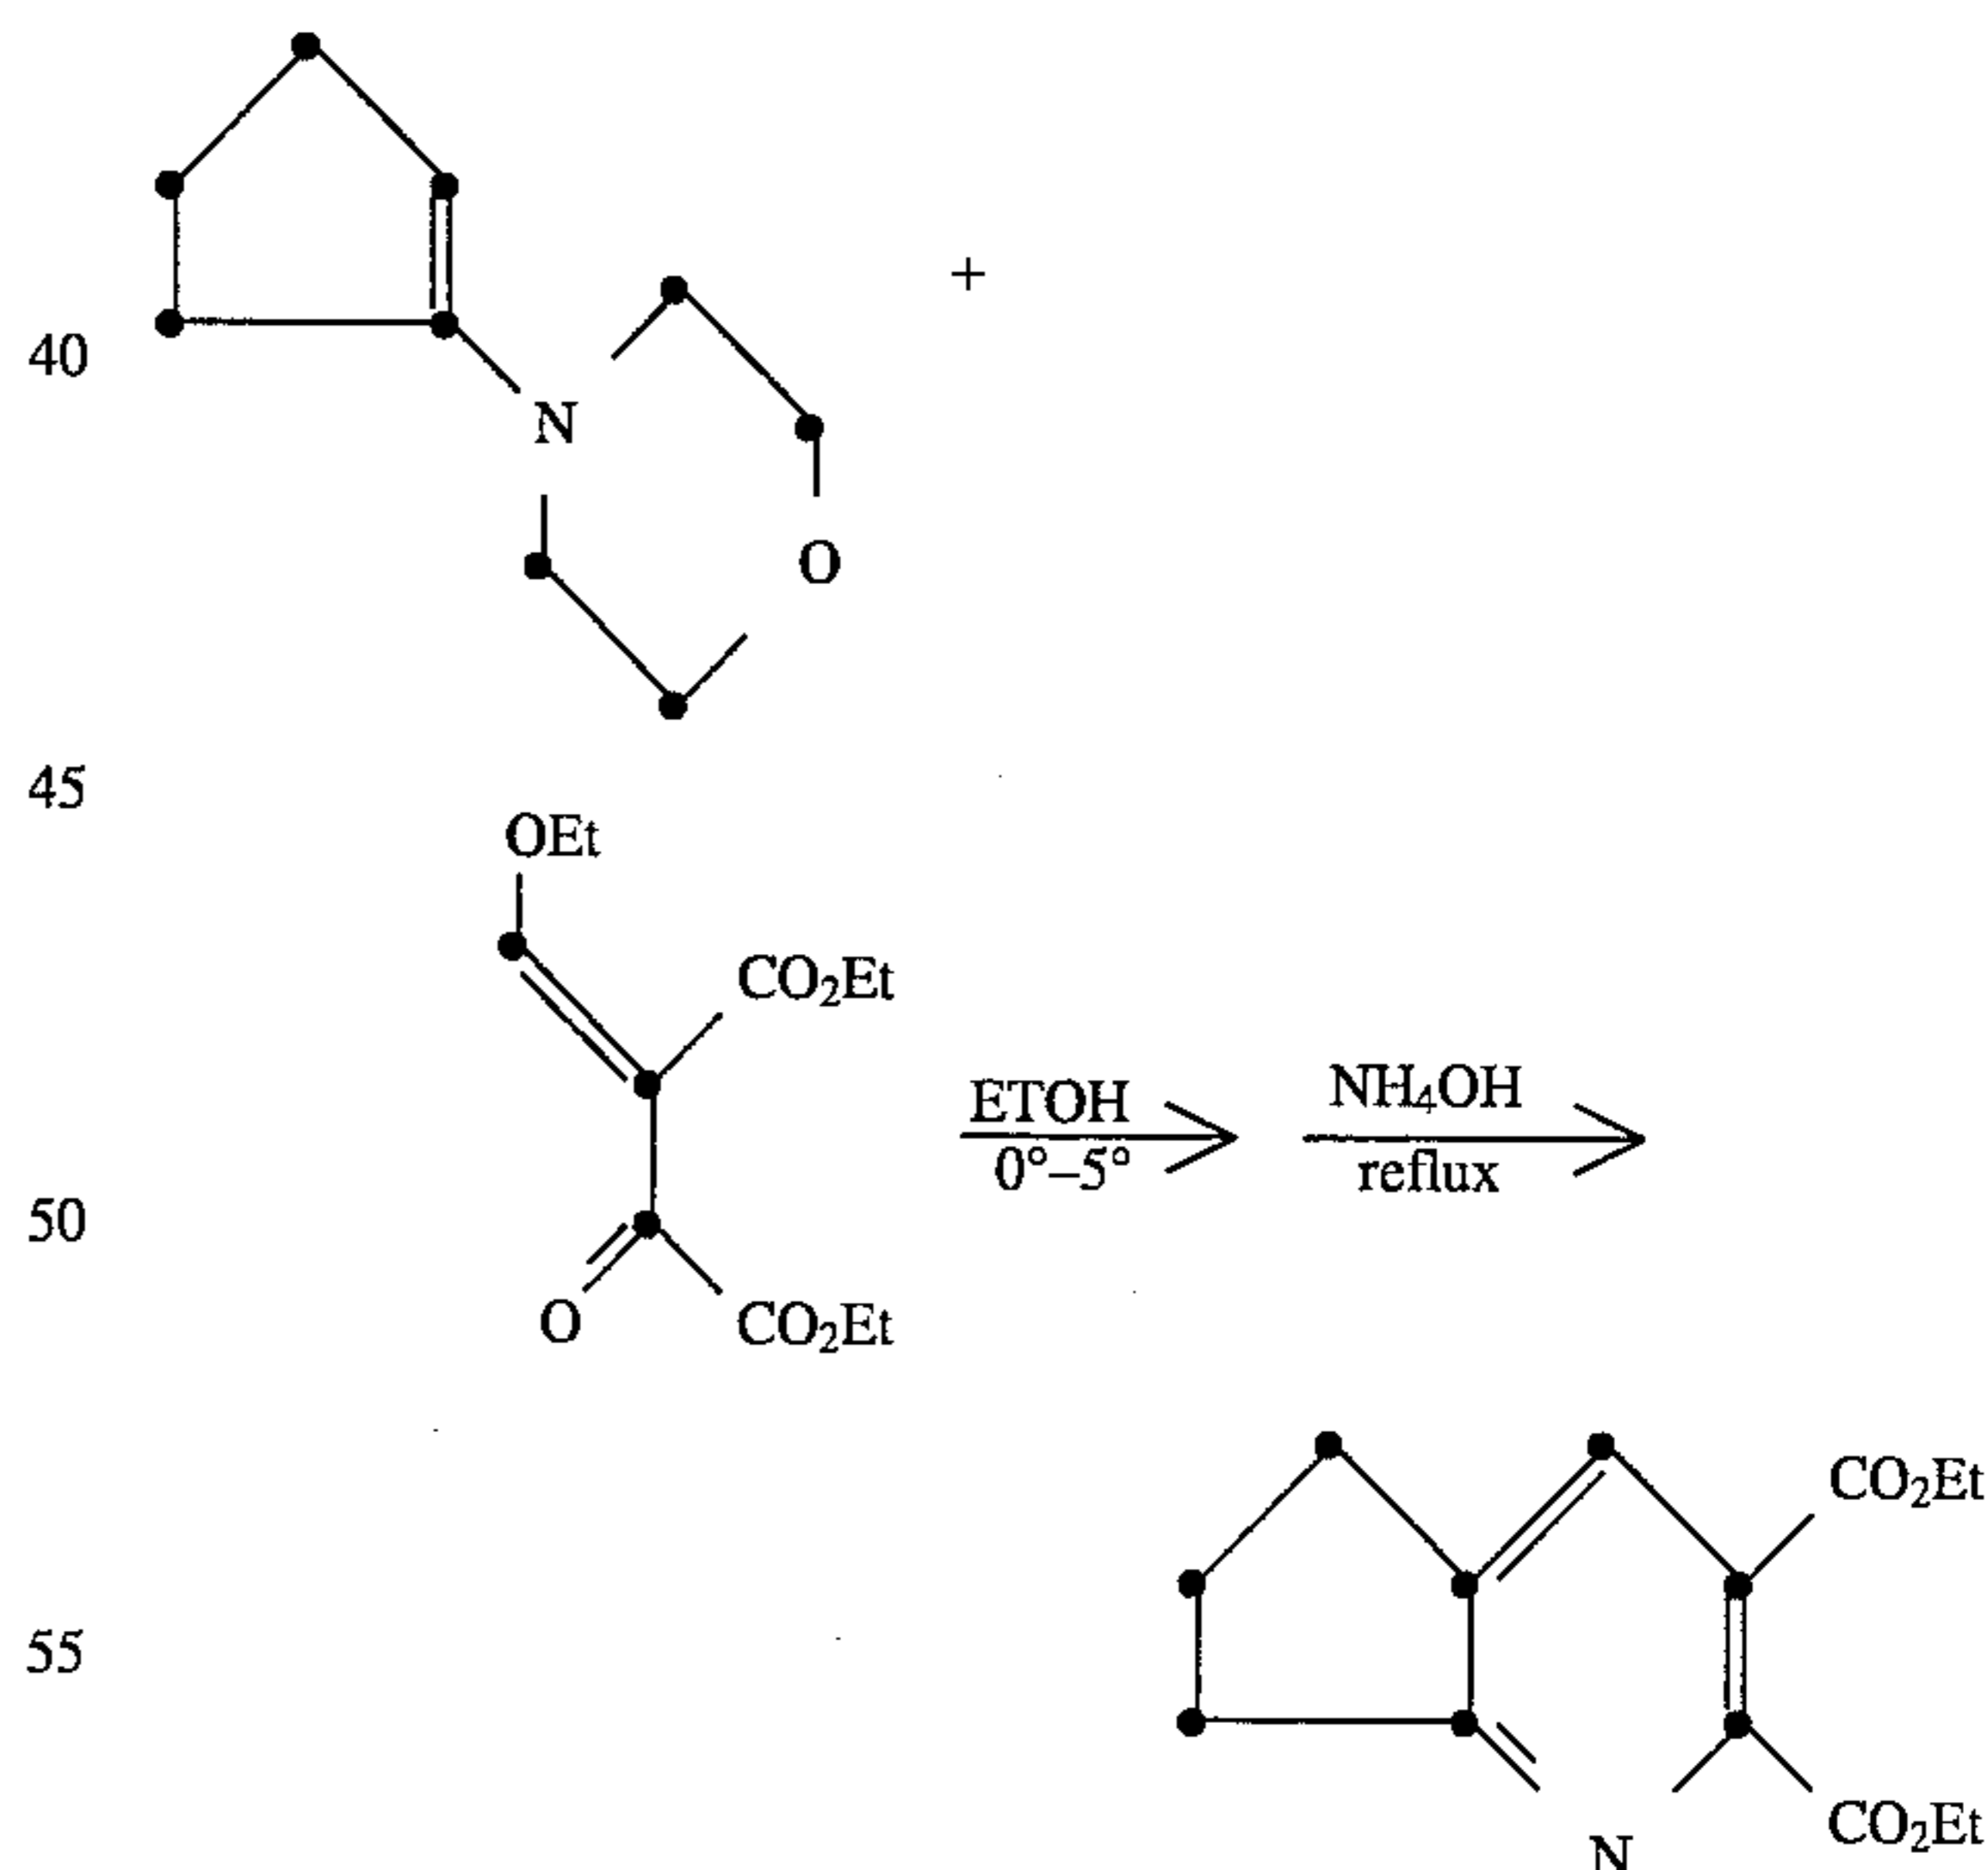 +
40
N
O
45
OEt
CO₂Et
ETOH
NH₄OH
0°–5°
reflux
50
O
CO₂Et
CO₂Et
55
CO₂Et
N